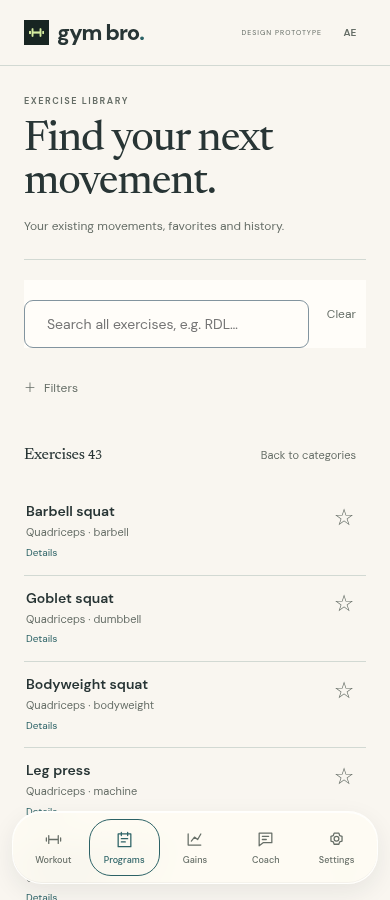 gym bro.
DESIGN PROTOTYPE
AE
EXERCISE LIBRARY
Find your next
movement.
Your existing movements, favorites and history.
Search all exercises, e.g. RDL...
Clear
+ Filters
Exercises 43
Back to categories
Barbell squat
Quadriceps · barbell
Details
Goblet squat
Quadriceps · dumbbell
Details
Bodyweight squat
Quadriceps · bodyweight
Details
Leg press
Quadriceps · machine
Details
Workout
Programs
Gains
Coach
Settings
Details